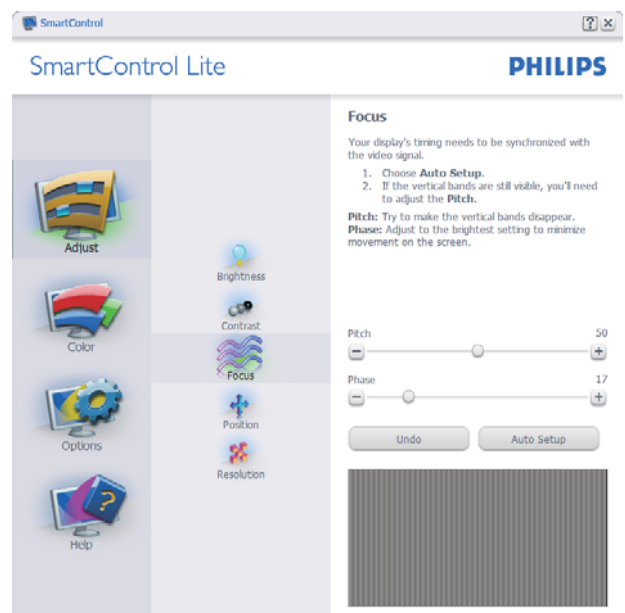 SmartControl
SmartControl Lite
PHILIPS
Adjust
Color
Options
Help
Brightness
Contrast
Focus
Position
Resolution
Focus
Your display's timing needs to be synchronized with
the video signal.
1. Choose Auto Setup.
2. If the vertical bands are still visible, you'll need
to adjust the Pitch.
Pitch: Try to make the vertical bands disappear.
Phase: Adjust to the brightest setting to minimize
movement on the screen.
Pitch 50
Phase 17
Undo Auto Setup